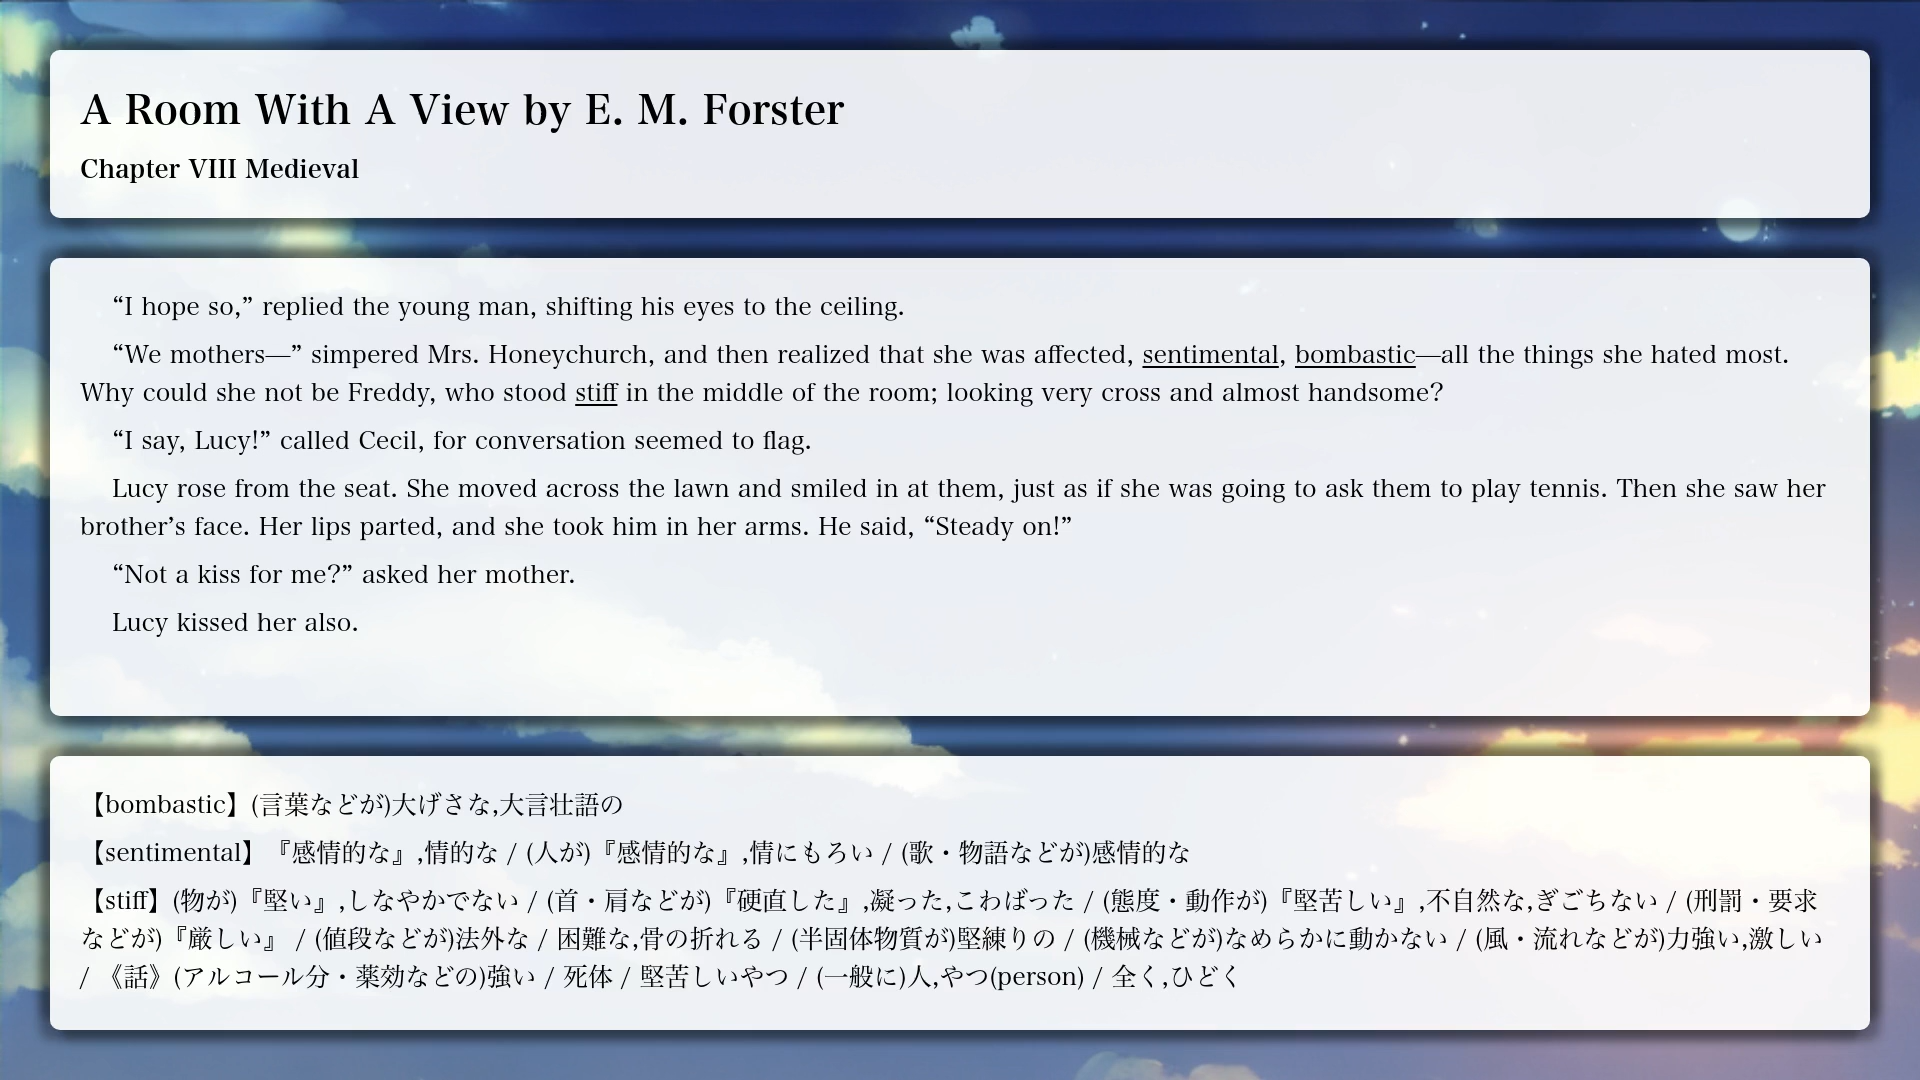 A Room With A View by E. M. Forster
Chapter VIII Medieval
“I hope so,” replied the young man, shifting his eyes to the ceiling.
“We mothers—” simpered Mrs. Honeychurch, and then realized that she was affected, sentimental, bombastic—all the things she hated most.
Why could she not be Freddy, who stood stiff in the middle of the room; looking very cross and almost handsome?
“I say, Lucy!” called Cecil, for conversation seemed to flag.
Lucy rose from the seat. She moved across the lawn and smiled in at them, just as if she was going to ask them to play tennis. Then she saw her
brother’s face. Her lips parted, and she took him in her arms. He said, “Steady on!”
“Not a kiss for me?” asked her mother.
Lucy kissed her also.
【bombastic】(言葉などが)大げさな,大言壮語の
【sentimental】『感情的な』,情的な / (人が)『感情的な』,情にもろい / (歌・物語などが)感情的な
【stiff】(物が)『堅い』,しなやかでない / (首・肩などが)『硬直した』,凝った,こわばった / (態度・動作が)『堅苦しい』,不自然な,ぎごちない / (刑罰・要求
などが)『厳しい』 / (値段などが)法外な / 困難な,骨の折れる / (半固体物質が)堅練りの / (機械などが)なめらかに動かない / (風・流れなどが)力強い,激しい
/ 《話》(アルコール分・薬効などの)強い / 死体 / 堅苦しいやつ / (一般に)人,やつ(person) / 全く,ひどく